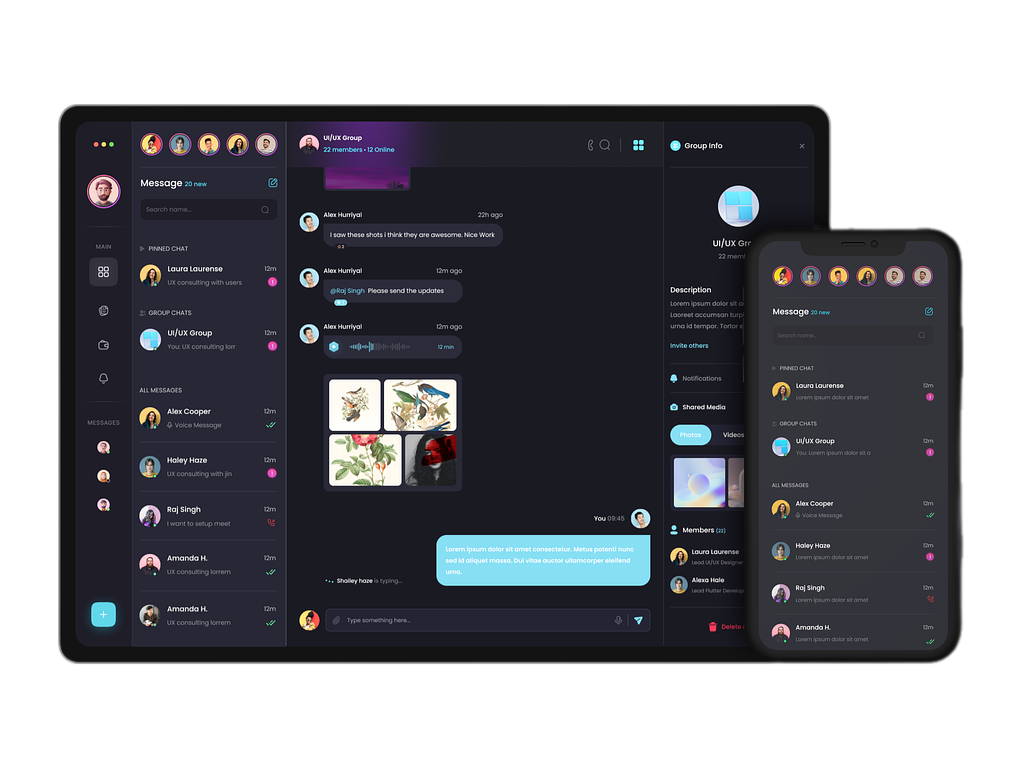 MAIN
MESSAGES
Message 20 new
Search name...
PINNED CHAT
Laura Laurense 12m
UX consulting with users
GROUP CHATS
UI/UX Group 12m
You: UX consulting lorr
ALL MESSAGES
Alex Cooper 12m
Voice Message
Haley Haze 12m
UX consulting with jin
Raj Singh 12m
I want to setup meet
Amanda H. 12m
UX consulting lorrem
Amanda H. 12m
UX consulting lorrem
UI/UX Group
22 members • 12 Online
Alex Hurriyal 22h ago
I saw these shots i think they are awesome. Nice Work
Alex Hurriyal 12m ago
@Raj Singh Please send the updates
Alex Hurriyal 12m ago
12 min
You 09:45
Lorem ipsum dolor sit amet consectetur. Metus potenti nunc
sed id aliquet massa. Dui vitae auctor ullamcorper eleifend
urna.
Shailey haze is typing...
Type something here...
Group Info
UI/UX
22
Description
Lorem ipsum dolor si
Laoreet accumsan turp
urna id tempor. Tortor
Invite others
Notifications
Shared Media
Photos Videos
Members (22)
Laura Laurense
Lead UI/UX Designer
Alexa Hale
Lead Flutter
Delete
Message 20 new
Search name...
PINNED CHAT
Laura Laurense 12m
Lorem ipsum dolor sit amet
GROUP CHATS
UI/UX Group 12m
You: Lorem ipsum dolor sit a
ALL MESSAGES
Alex Cooper 12m
Voice Message
Haley Haze 12m
Lorem ipsum dolor sit amet
Raj Singh 12m
Lorem ipsum dolor sit amet
Amanda H. 12m
Lorem ipsum dolor sit amet